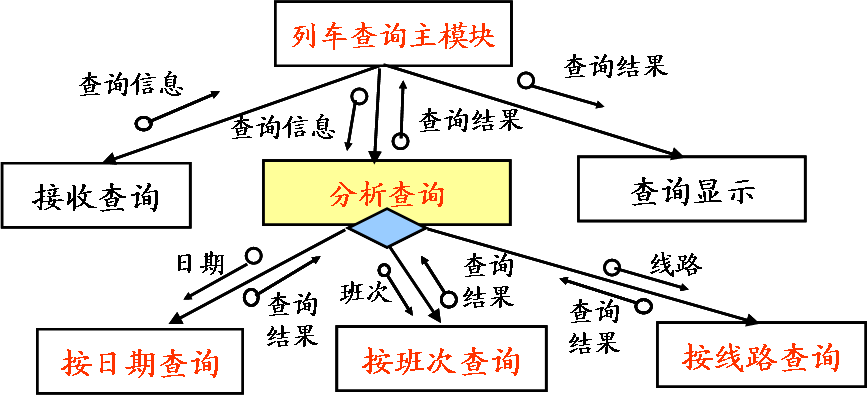 列车查询主模块
查询信息
查询信息
查询结果
查询结果
接收查询
分析查询
查询显示
日期
查询
结果
班次
查询
结果
查询
结果
线路
按日期查询
按班次查询
按线路查询